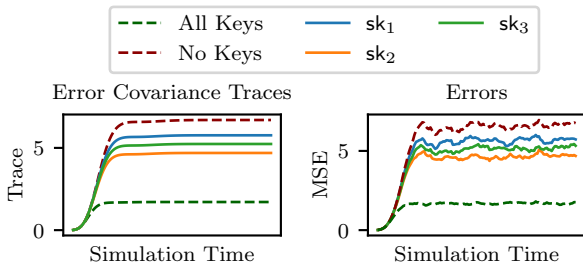 All Keys sk₁ sk₃
No Keys sk₂
Error Covariance Traces
Errors
Trace
5
0
Simulation Time
MSE
5
0
Simulation Time